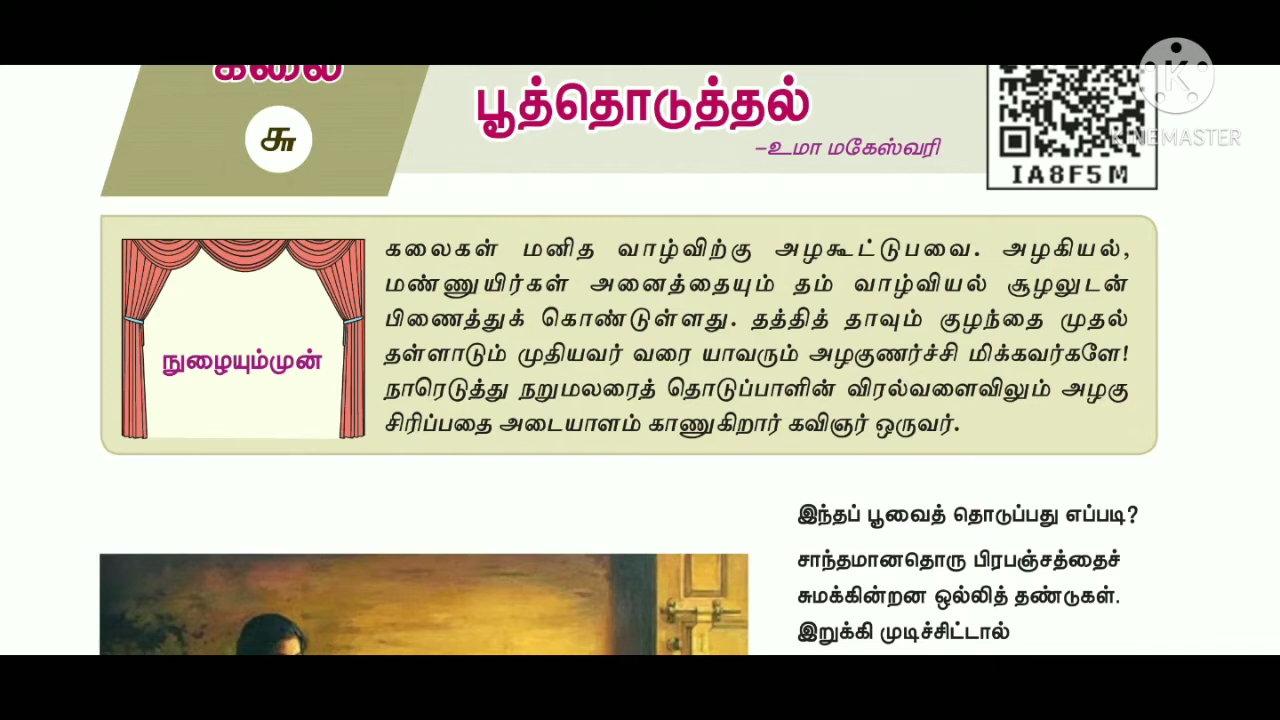 கலை
சு
பூத்தொடுத்தல்
–உமா மகேஸ்வரி
KINEMASTER
IA8F5M
நுழையும்முன்
கலைகள் மனித வாழ்விற்கு அழகூட்டுபவை. அழகியல்,
மண்ணுயிர்கள் அனைத்தையும் தம் வாழ்வியல் சூழலுடன்
பிணைத்துக் கொண்டுள்ளது. தத்தித் தாவும் குழந்தை முதல்
தள்ளாடும் முதியவர் வரை யாவரும் அழகுணர்ச்சி மிக்கவர்களே!
நாரெடுத்து நறுமலரைத் தொடுப்பாளின் விரல்வளைவிலும் அழகு
சிரிப்பதை அடையாளம் காணுகிறார் கவிஞர் ஒருவர்.
இந்தப் பூவைத் தொடுப்பது எப்படி?
சாந்தமானதொரு பிரபஞ்சத்தைச்
சுமக்கின்றன ஒல்லித் தண்டுகள்.
இறுக்கி முடிச்சிட்டால்